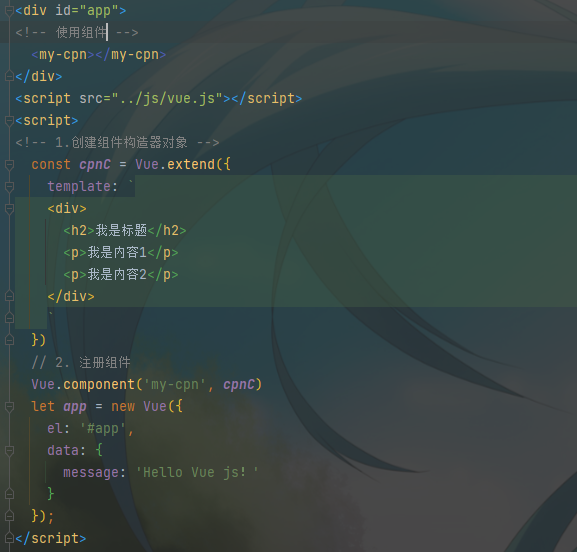 <div id="app">
<!-- 使用组件 -->
  <my-cpn></my-cpn>
</div>
<script src="../js/vue.js"></script>
<script>
<!-- 1.创建组件构造器对象 -->
  const cpnC = Vue.extend({
    template: `
    <div>
      <h2>我是标题</h2>
      <p>我是内容1</p>
      <p>我是内容2</p>
    </div>
    `
  })
  // 2. 注册组件
  Vue.component('my-cpn', cpnC)
  let app = new Vue({
    el: '#app',
    data: {
      message: 'Hello Vue js！'
    }
  });
</script>